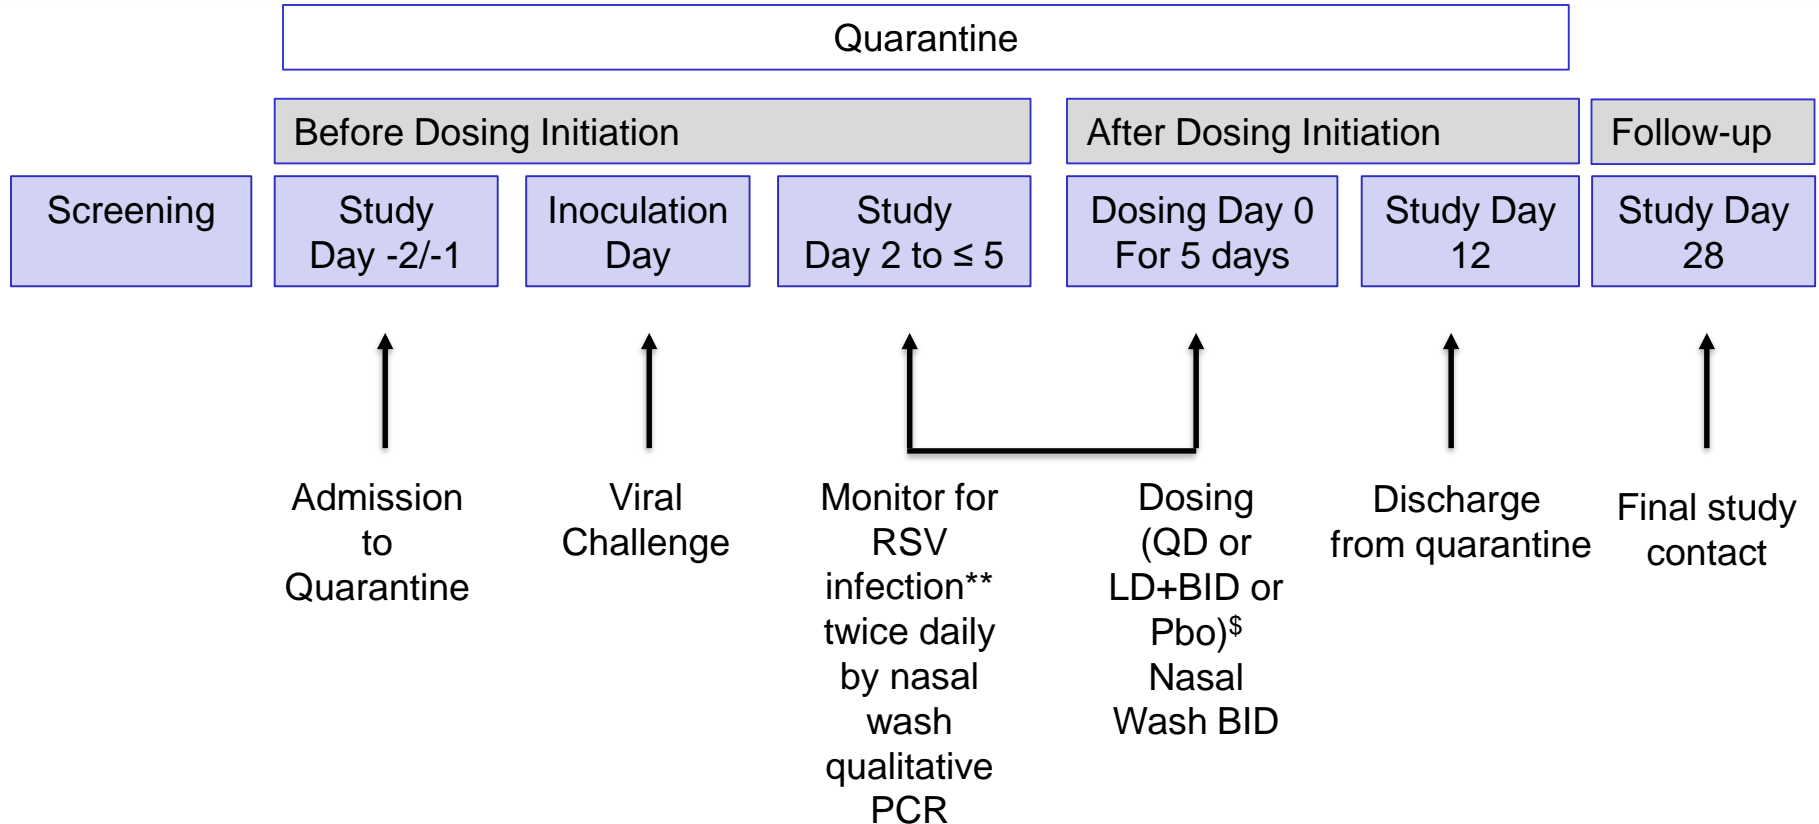 Quarantine
Before Dosing Initiation
After Dosing Initiation
Follow-up
Screening
Study
Day -2/-1
Inoculation
Day
Study
Day 2 to ≤ 5
Dosing Day 0
For 5 days
Study Day
12
Study Day
28
Admission
to
Quarantine
Viral
Challenge
Monitor for
RSV
infection**
twice daily
by nasal
wash
qualitative
PCR
Dosing
(QD or
LD+BID or
Pbo)$
Nasal
Wash BID
Discharge
from quarantine
Final study
contact